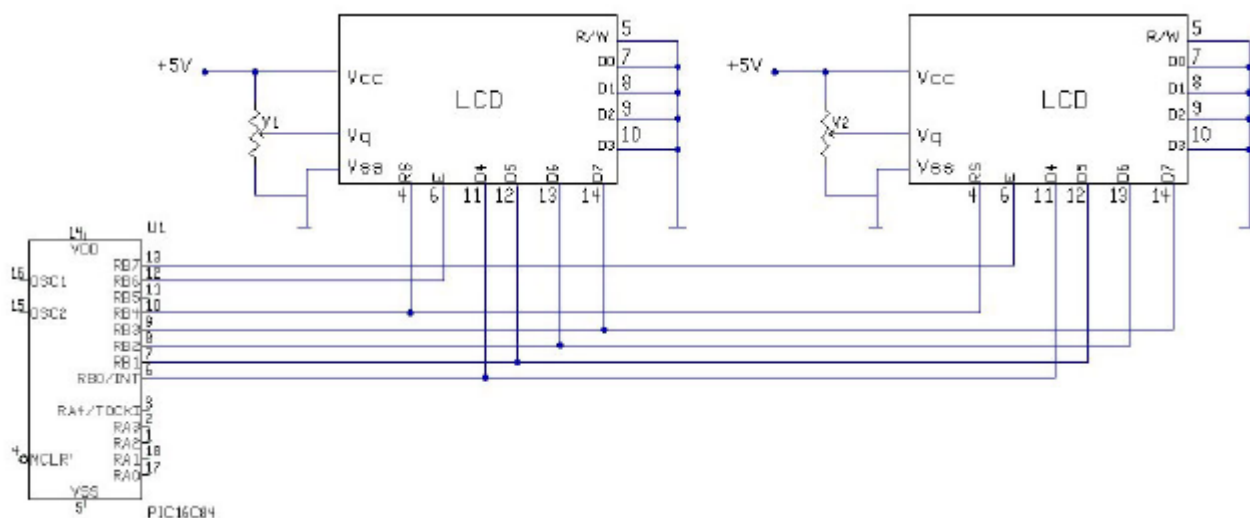 R/W 5
D0 7
D1 8
D2 9
D3 10
+5V
Vcc
LCD
V1
Vq
Vss
RS E D4 D5 D6 D7
4 6 11 12 13 14
R/W 5
D0 7
D1 8
D2 9
D3 10
+5V
Vcc
LCD
V2
Vq
Vss
RS E D4 D5 D6 D7
4 6 11 12 13 14
U1
14
VDD
RB7 13
16 OSC1 RB6 12
RB5 11
15 OSC2 RB4 10
RB3 9
RB2 8
RB1 7
RB0/INT 6
RA4/TOCKI 3
RA3 2
RA2 1
4 MCLR' RA1 18
RA0 17
VSS
5
PIC16C84